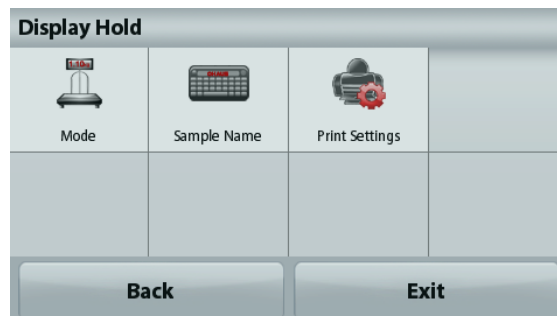 Display Hold
Mode
Sample Name
Print Settings
Back
Exit